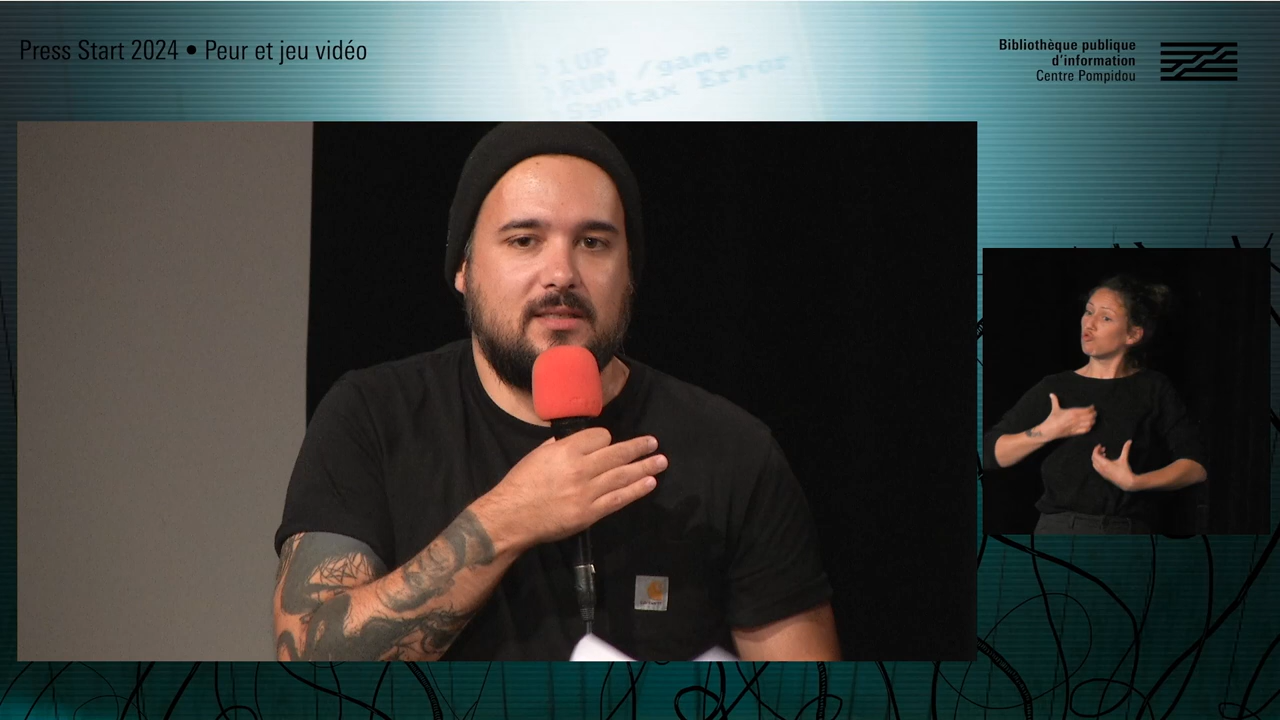 Press Start 2024 • Peur et jeu vidéo
Bibliothèque publique
d'information
Centre Pompidou
1UP
RUN /game
Syntax Error